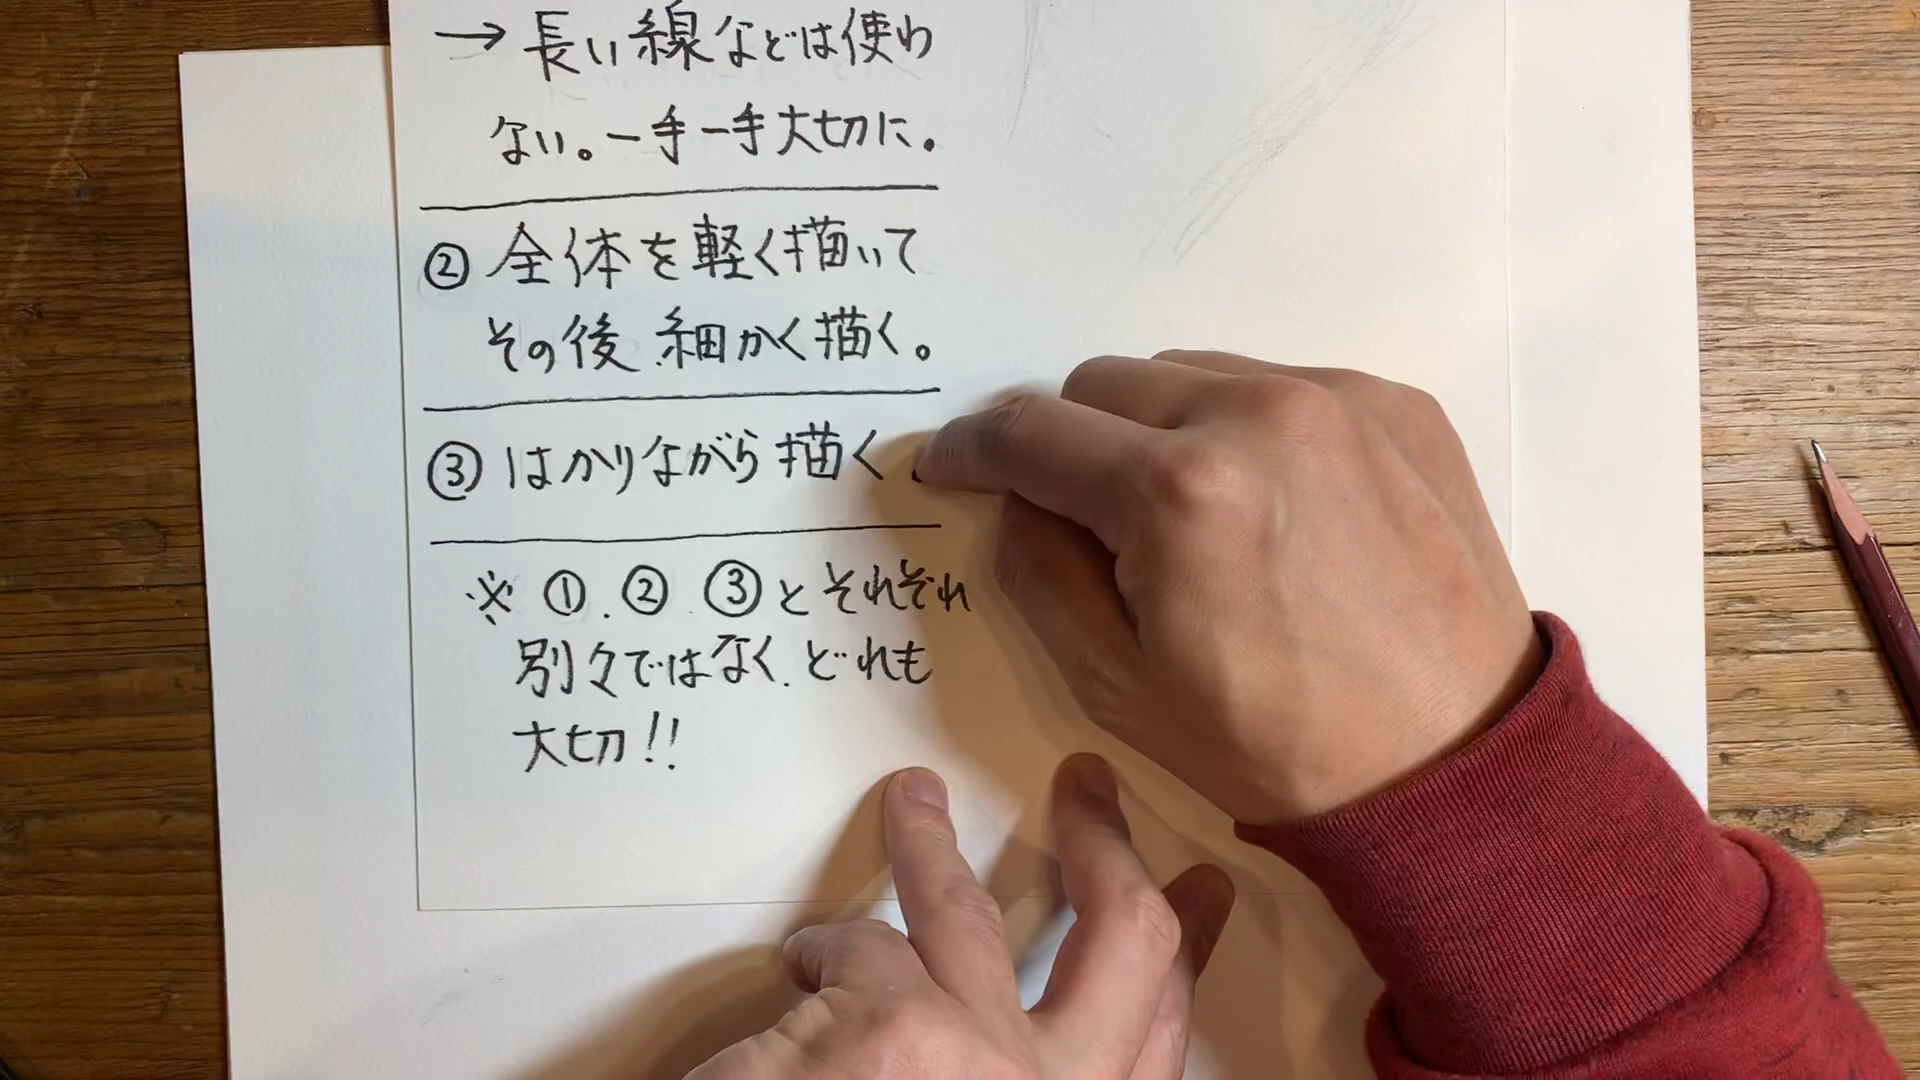 → 長い線などは使わ
ない。一手一手大切に.
② 全体を軽く描いて
その後、細かく描く。
③ はかりながら描く.
※ ①. ②. ③とそれぞれ
別々ではなく、どれも
大切!!